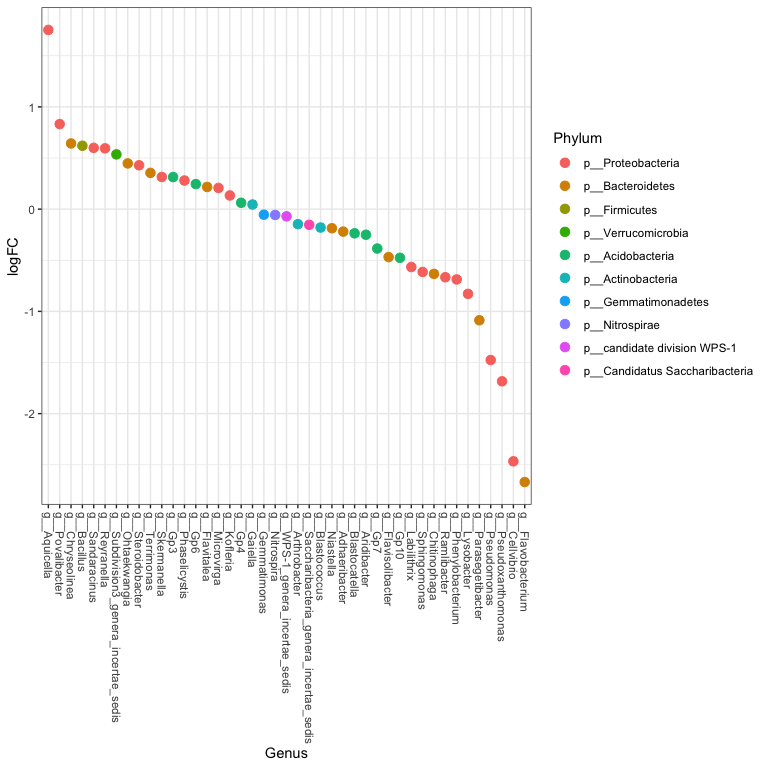 1
0
-1
-2
logFC
g__Aquicella
g__Povalibacter
g__Chryseolinea
g__Bacillus
g__Sandaracinus
g__Reyranella
g__Subdivision3_genera_incertae_sedis
g__Ohtaekwangia
g__Steroidobacter
g__Terrimonas
g__Skermanella
g__Gp3
g__Phaselicystis
g__Gp6
g__Flavitalea
g__Microvirga
g__Kofleria
g__Gp4
g__Gaiella
g__Gemmatimonas
g__Nitrospira
g__WPS-1_genera_incertae_sedis
g__Arthrobacter
g__Saccharibacteria_genera_incertae_sedis
g__Blastococcus
g__Niastella
g__Adhaeribacter
g__Blastocatella
g__Aridibacter
g__Gp7
g__Flavisolibacter
g__Gp10
g__Labilithrix
g__Sphingomonas
g__Chitinophaga
g__Ramlibacter
g__Phenylobacterium
g__Lysobacter
g__Parasegetibacter
g__Pseudomonas
g__Pseudoxanthomonas
g__Cellvibrio
g__Flavobacterium
Genus
Phylum
p__Proteobacteria
p__Bacteroidetes
p__Firmicutes
p__Verrucomicrobia
p__Acidobacteria
p__Actinobacteria
p__Gemmatimonadetes
p__Nitrospirae
p__candidate division WPS-1
p__Candidatus Saccharibacteria